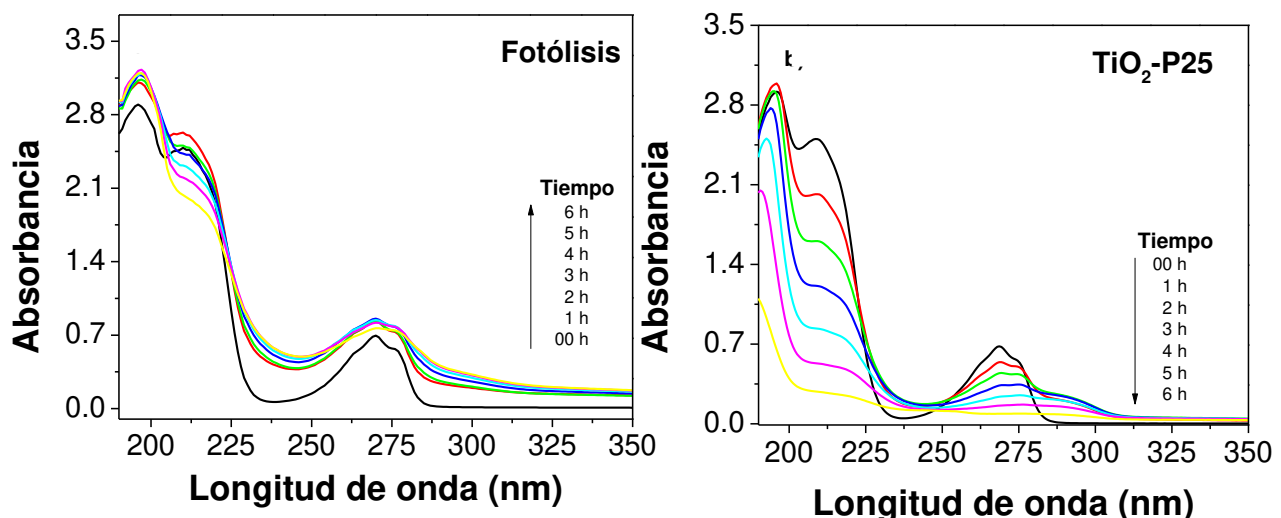 Fotólisis
3.5
2.8
2.1
1.4
0.7
0.0
Absorbancia
Tiempo
6 h
5 h
4 h
3 h
2 h
1 h
00 h
200 225 250 275 300 325 350
Longitud de onda (nm)
TiO2-P25
3.5
2.8
2.1
1.4
0.7
0.0
Absorbancia
Tiempo
00 h
1 h
2 h
3 h
4 h
5 h
6 h
200 225 250 275 300 325 350
Longitud de onda (nm)